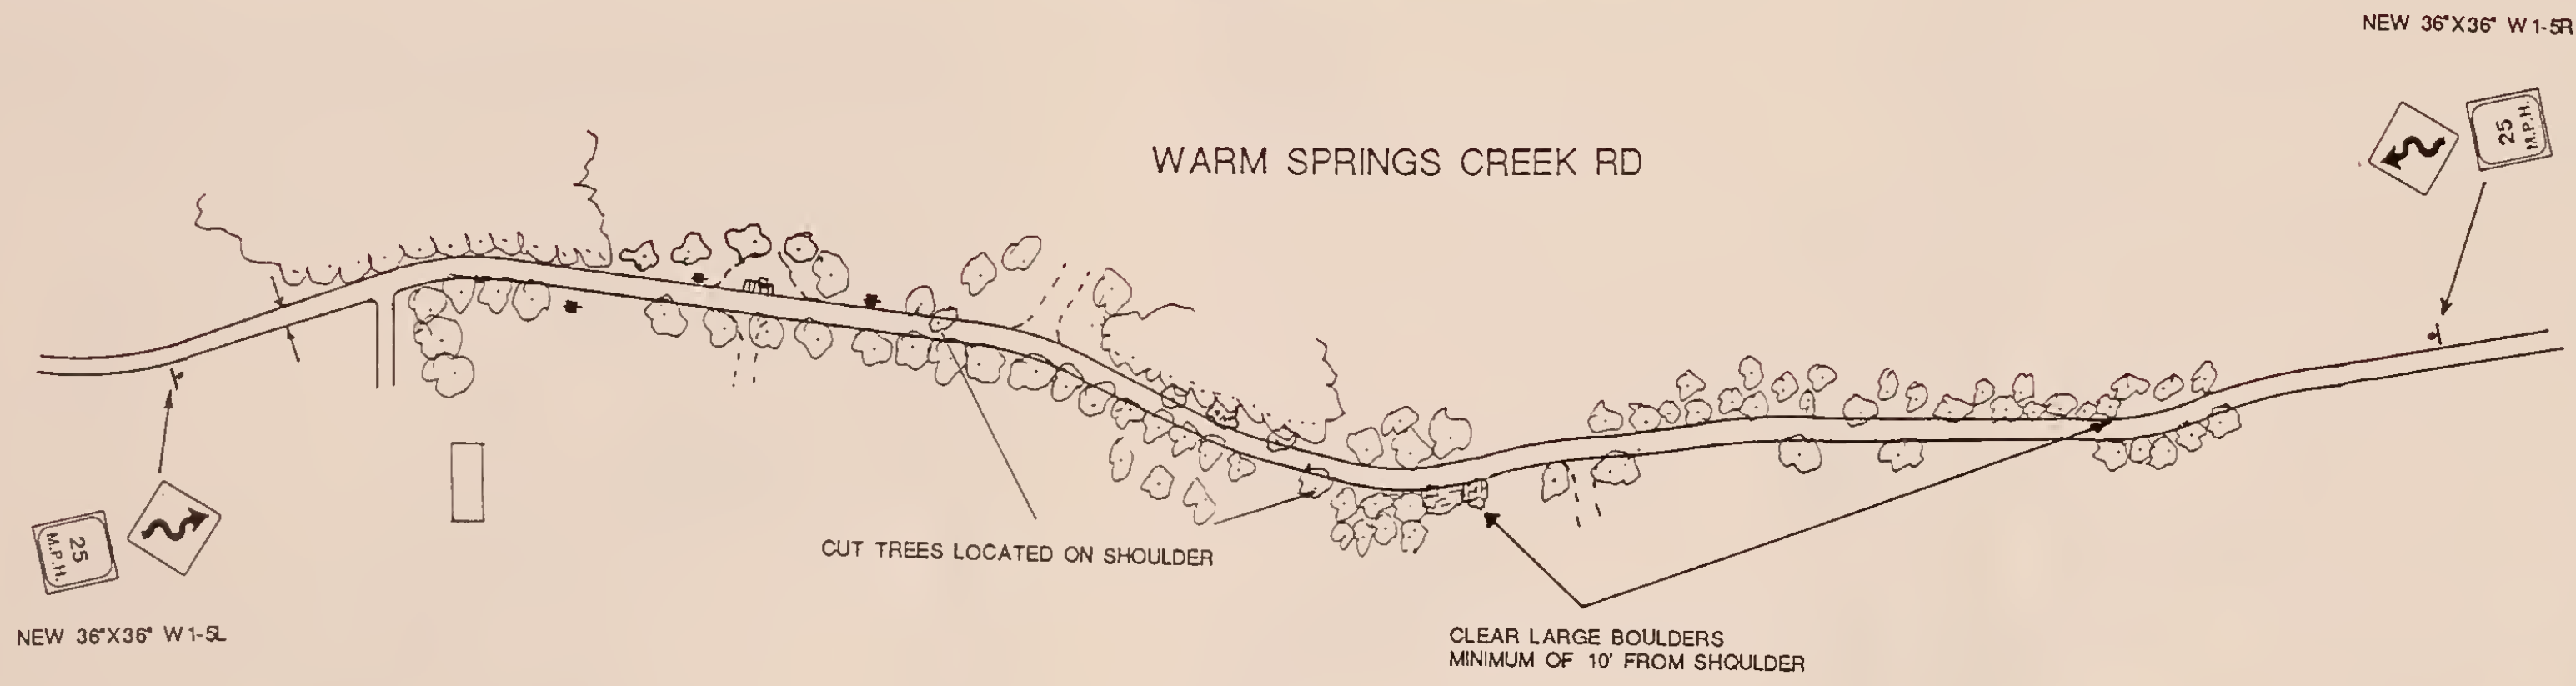 NEW 36"X36" W1-5R
WARM SPRINGS CREEK RD
25
M.P.H.
25
M.P.H.
CUT TREES LOCATED ON SHOULDER
NEW 36"X36" W1-5L
CLEAR LARGE BOULDERS
MINIMUM OF 10' FROM SHOULDER